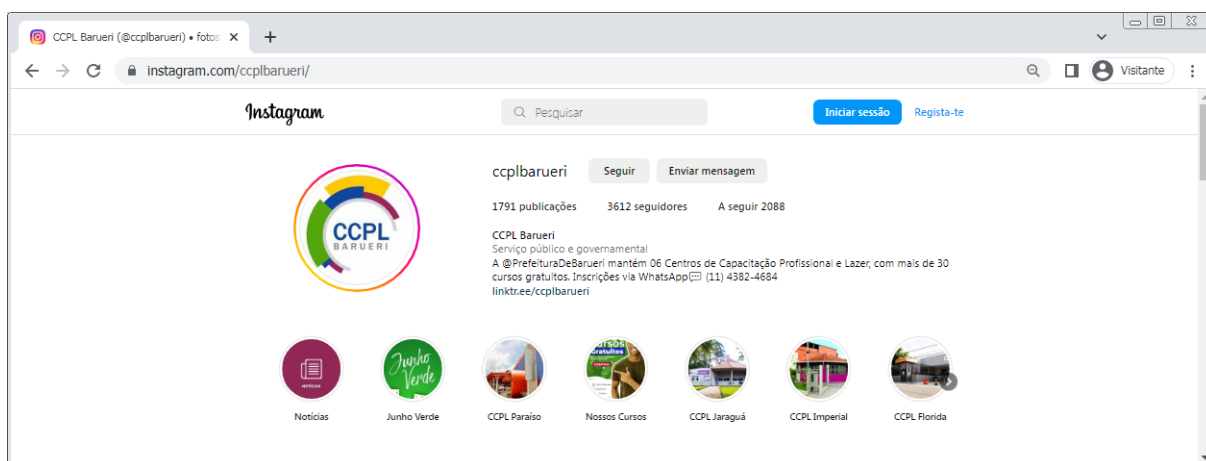 CCPL Barueri (@ccplbarueri) • fotos
instagram.com/ccplbarueri/
Visitante
Instagram
Pesquisar
Iniciar sessão
Regista-te
ccplbarueri
Seguir
Enviar mensagem
1791 publicações
3612 seguidores
A seguir 2088
CCPL
BARUERI
CCPL Barueri
Serviço público e governamental
A @PrefeituraDeBarueri mantém 06 Centros de Capacitação Profissional e Lazer, com mais de 30
cursos gratuitos. Inscrições via WhatsApp (11) 4382-4684
linktr.ee/ccplbarueri
NOTÍCIAS
Junho
Verde
Gratuitos
Notícias
Junho Verde
CCPL Paraíso
Nossos Cursos
CCPL Jaraguá
CCPL Imperial
CCPL Florida